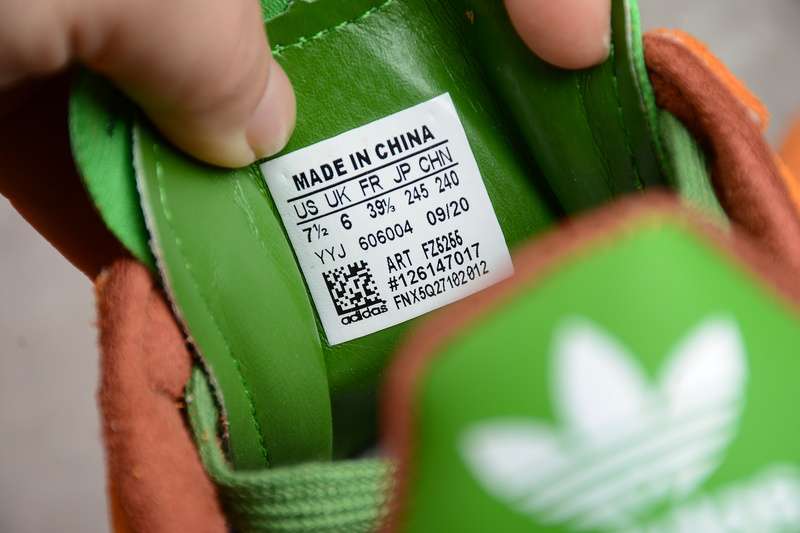 MADE IN CHINA
US UK FR JP CHN
7½ 6 39⅓ 245 240
YYJ 606004 09/20
ART FZ5255
#126147017
FNX5Q27102012
adidas